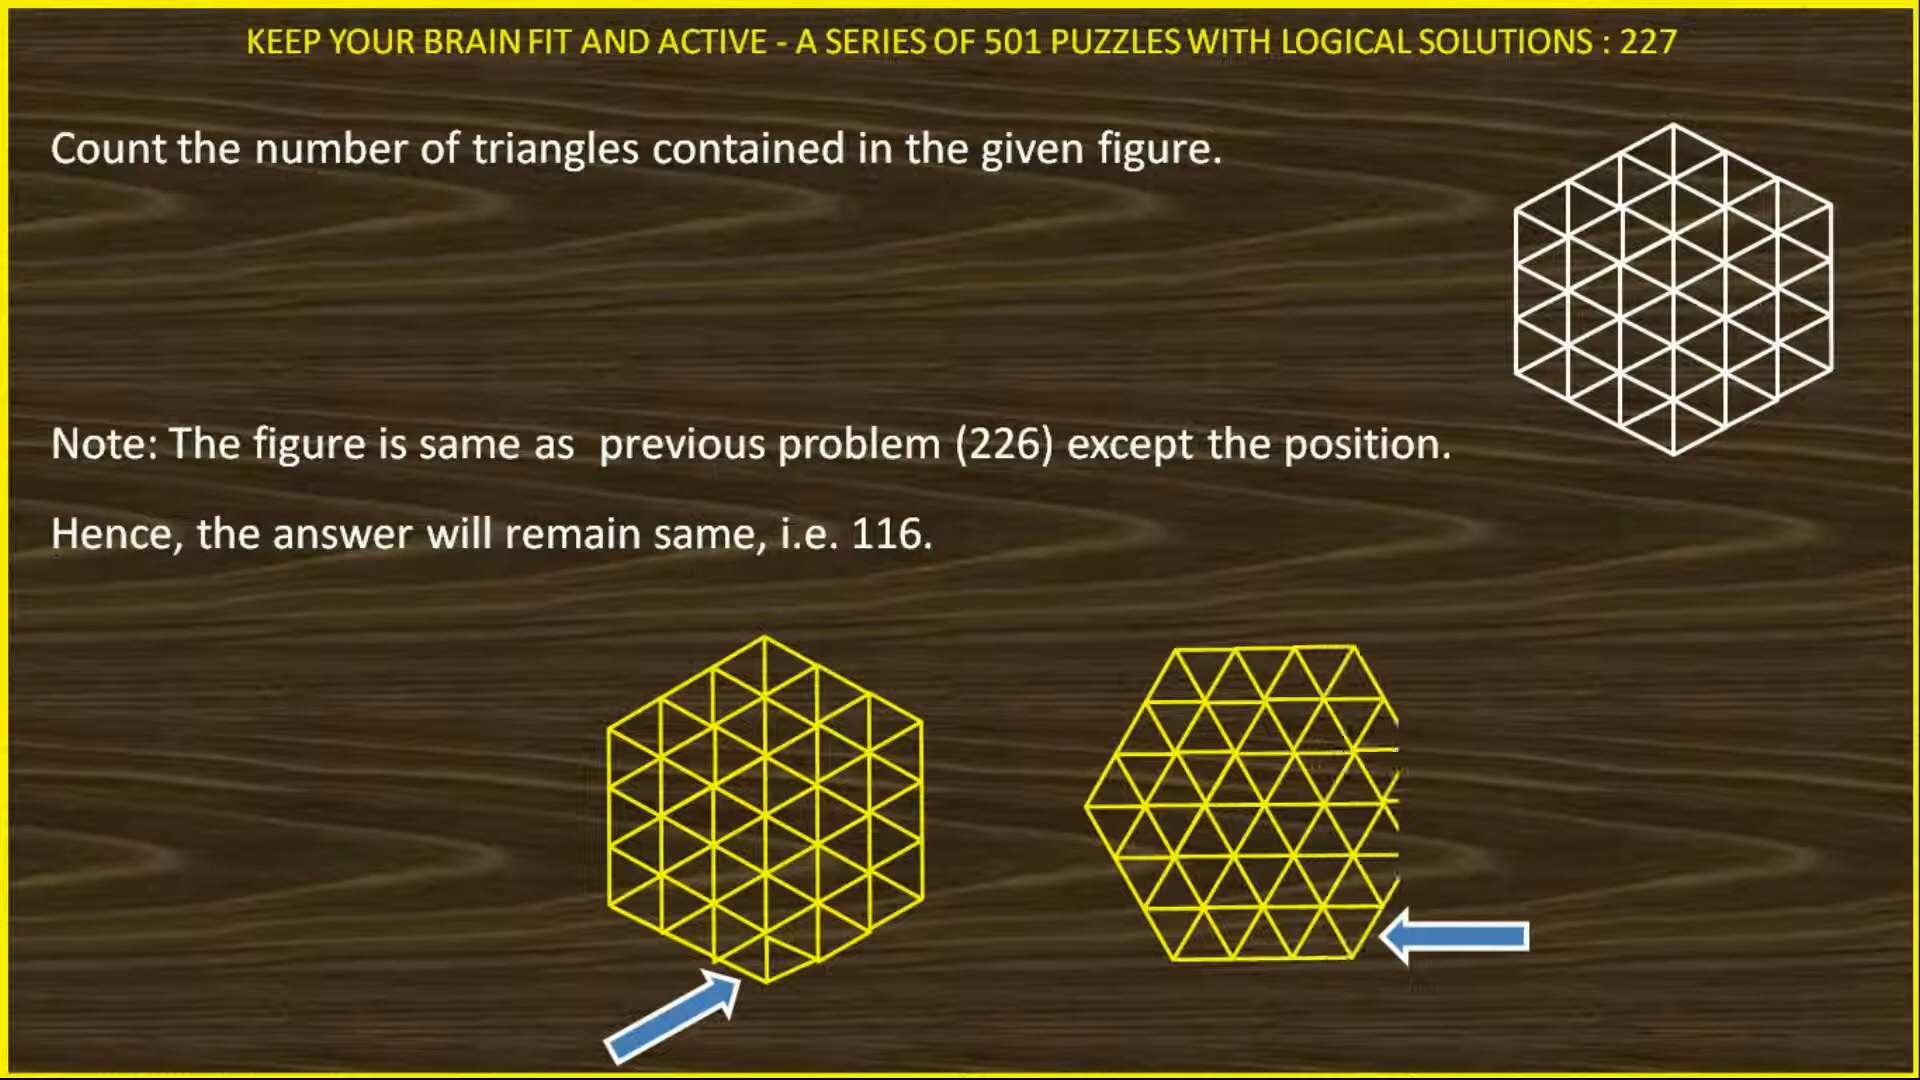 KEEP YOUR BRAIN FIT AND ACTIVE - A SERIES OF 501 PUZZLES WITH LOGICAL SOLUTIONS : 227
Count the number of triangles contained in the given figure.
Note: The figure is same as previous problem (226) except the position.
Hence, the answer will remain same, i.e. 116.